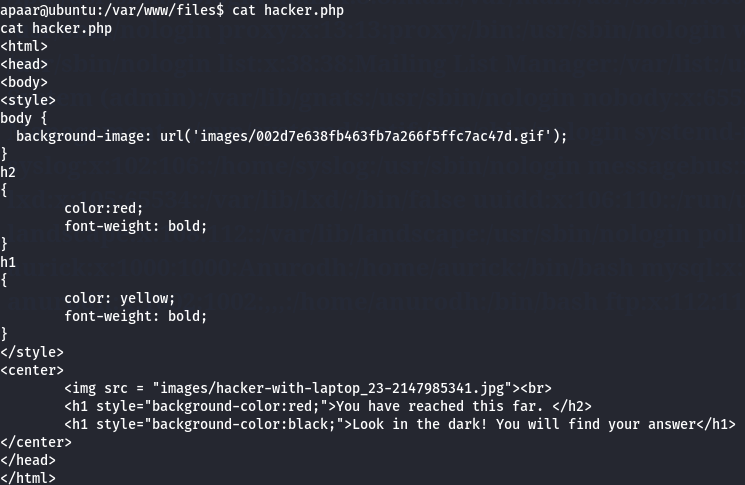 apaar@ubuntu:/var/www/files$ cat hacker.php
cat hacker.php
<html>
<head>
<body>
<style>
body {
  background-image: url('images/002d7e638fb463fb7a266f5ffc7ac47d.gif');
}
h2
{
        color:red;
        font-weight: bold;
}
h1
{
        color: yellow;
        font-weight: bold;
}
</style>
<center>
        <img src = "images/hacker-with-laptop_23-2147985341.jpg"><br>
        <h1 style="background-color:red;">You have reached this far. </h2>
        <h1 style="background-color:black;">Look in the dark! You will find your answer</h1>
</center>
</head>
</html>